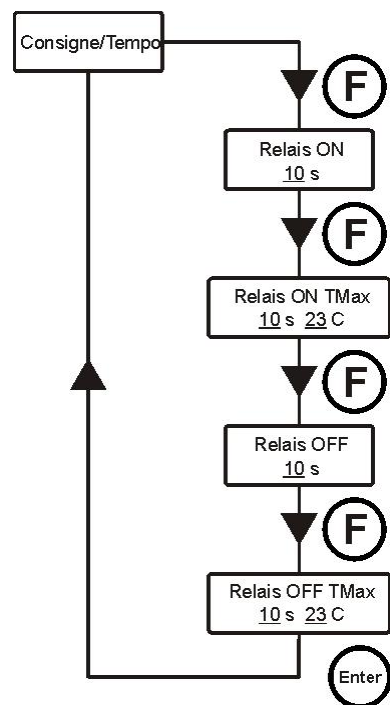 Consigne/Tempo
F
Relais ON
10 s
F
Relais ON TMax
10 s 23 C
F
Relais OFF
10 s
F
Relais OFF TMax
10 s 23 C
Enter